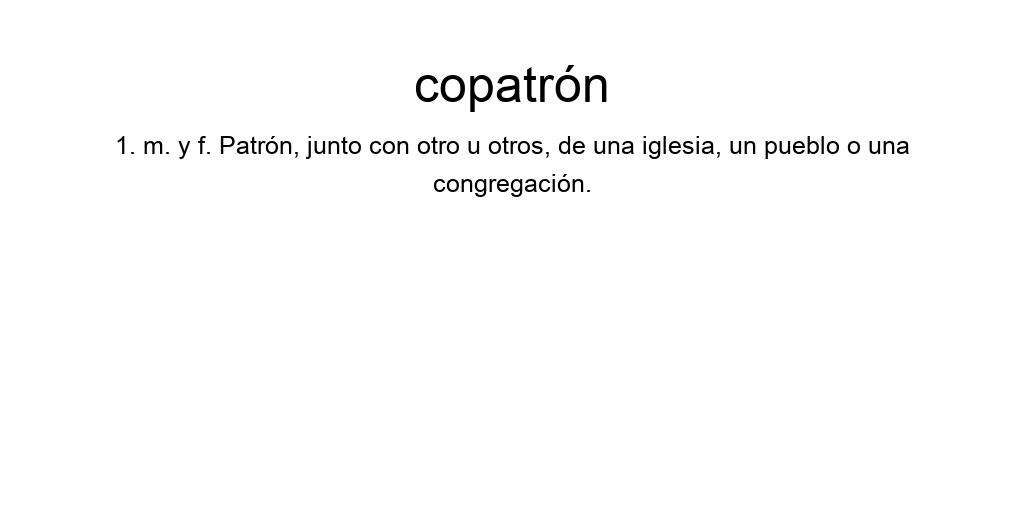 copatrón
1. m. y f. Patrón, junto con otro u otros, de una iglesia, un pueblo o una
congregación.